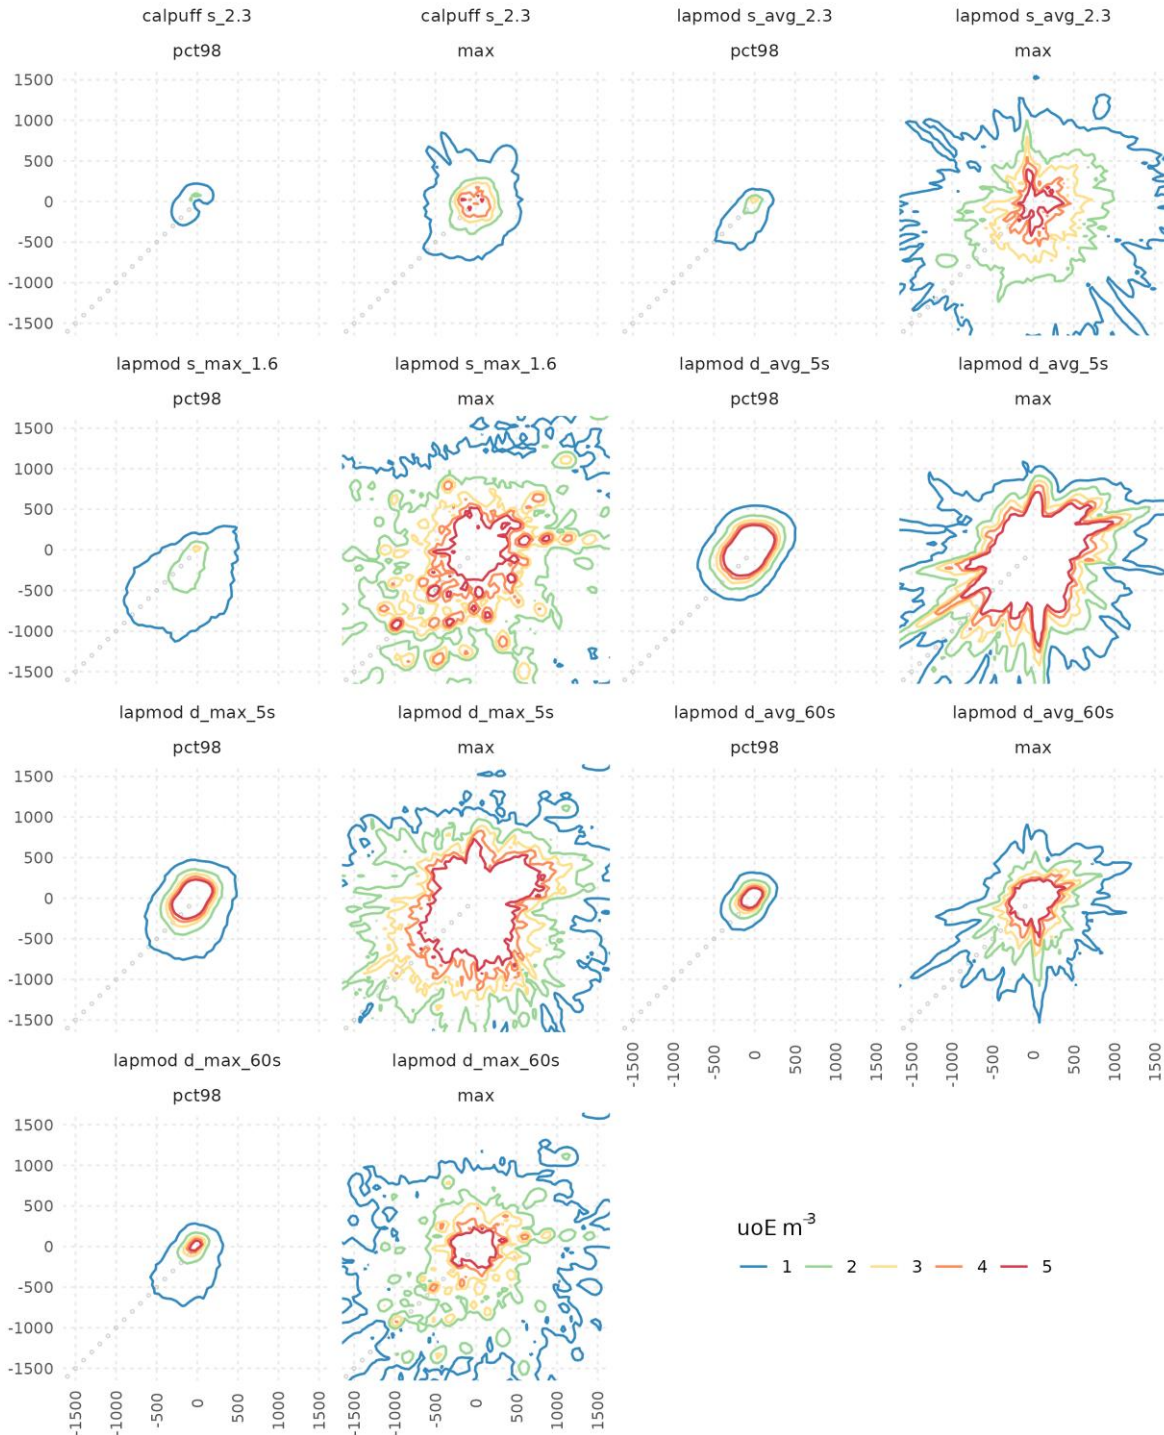 calpuff s_2.3 calpuff s_2.3 lapmod s_avg_2.3 lapmod s_avg_2.3
pct98 max pct98 max
1500
1000
500
0
-500
-1000
-1500
lapmod s_max_1.6 lapmod s_max_1.6 lapmod d_avg_5s lapmod d_avg_5s
pct98 max pct98 max
1500
1000
500
0
-500
-1000
-1500
lapmod d_max_5s lapmod d_max_5s lapmod d_avg_60s lapmod d_avg_60s
pct98 max pct98 max
1500
1000
500
0
-500
-1000
-1500
-1500 -1000 -500 0 500 1000 1500 -1500 -1000 -500 0 500 1000 1500
lapmod d_max_60s lapmod d_max_60s
pct98 max
1500
1000
500
0
-500
-1000
-1500
-1500 -1000 -500 0 500 1000 1500 -1500 -1000 -500 0 500 1000 1500
uoE m⁻³
1 2 3 4 5